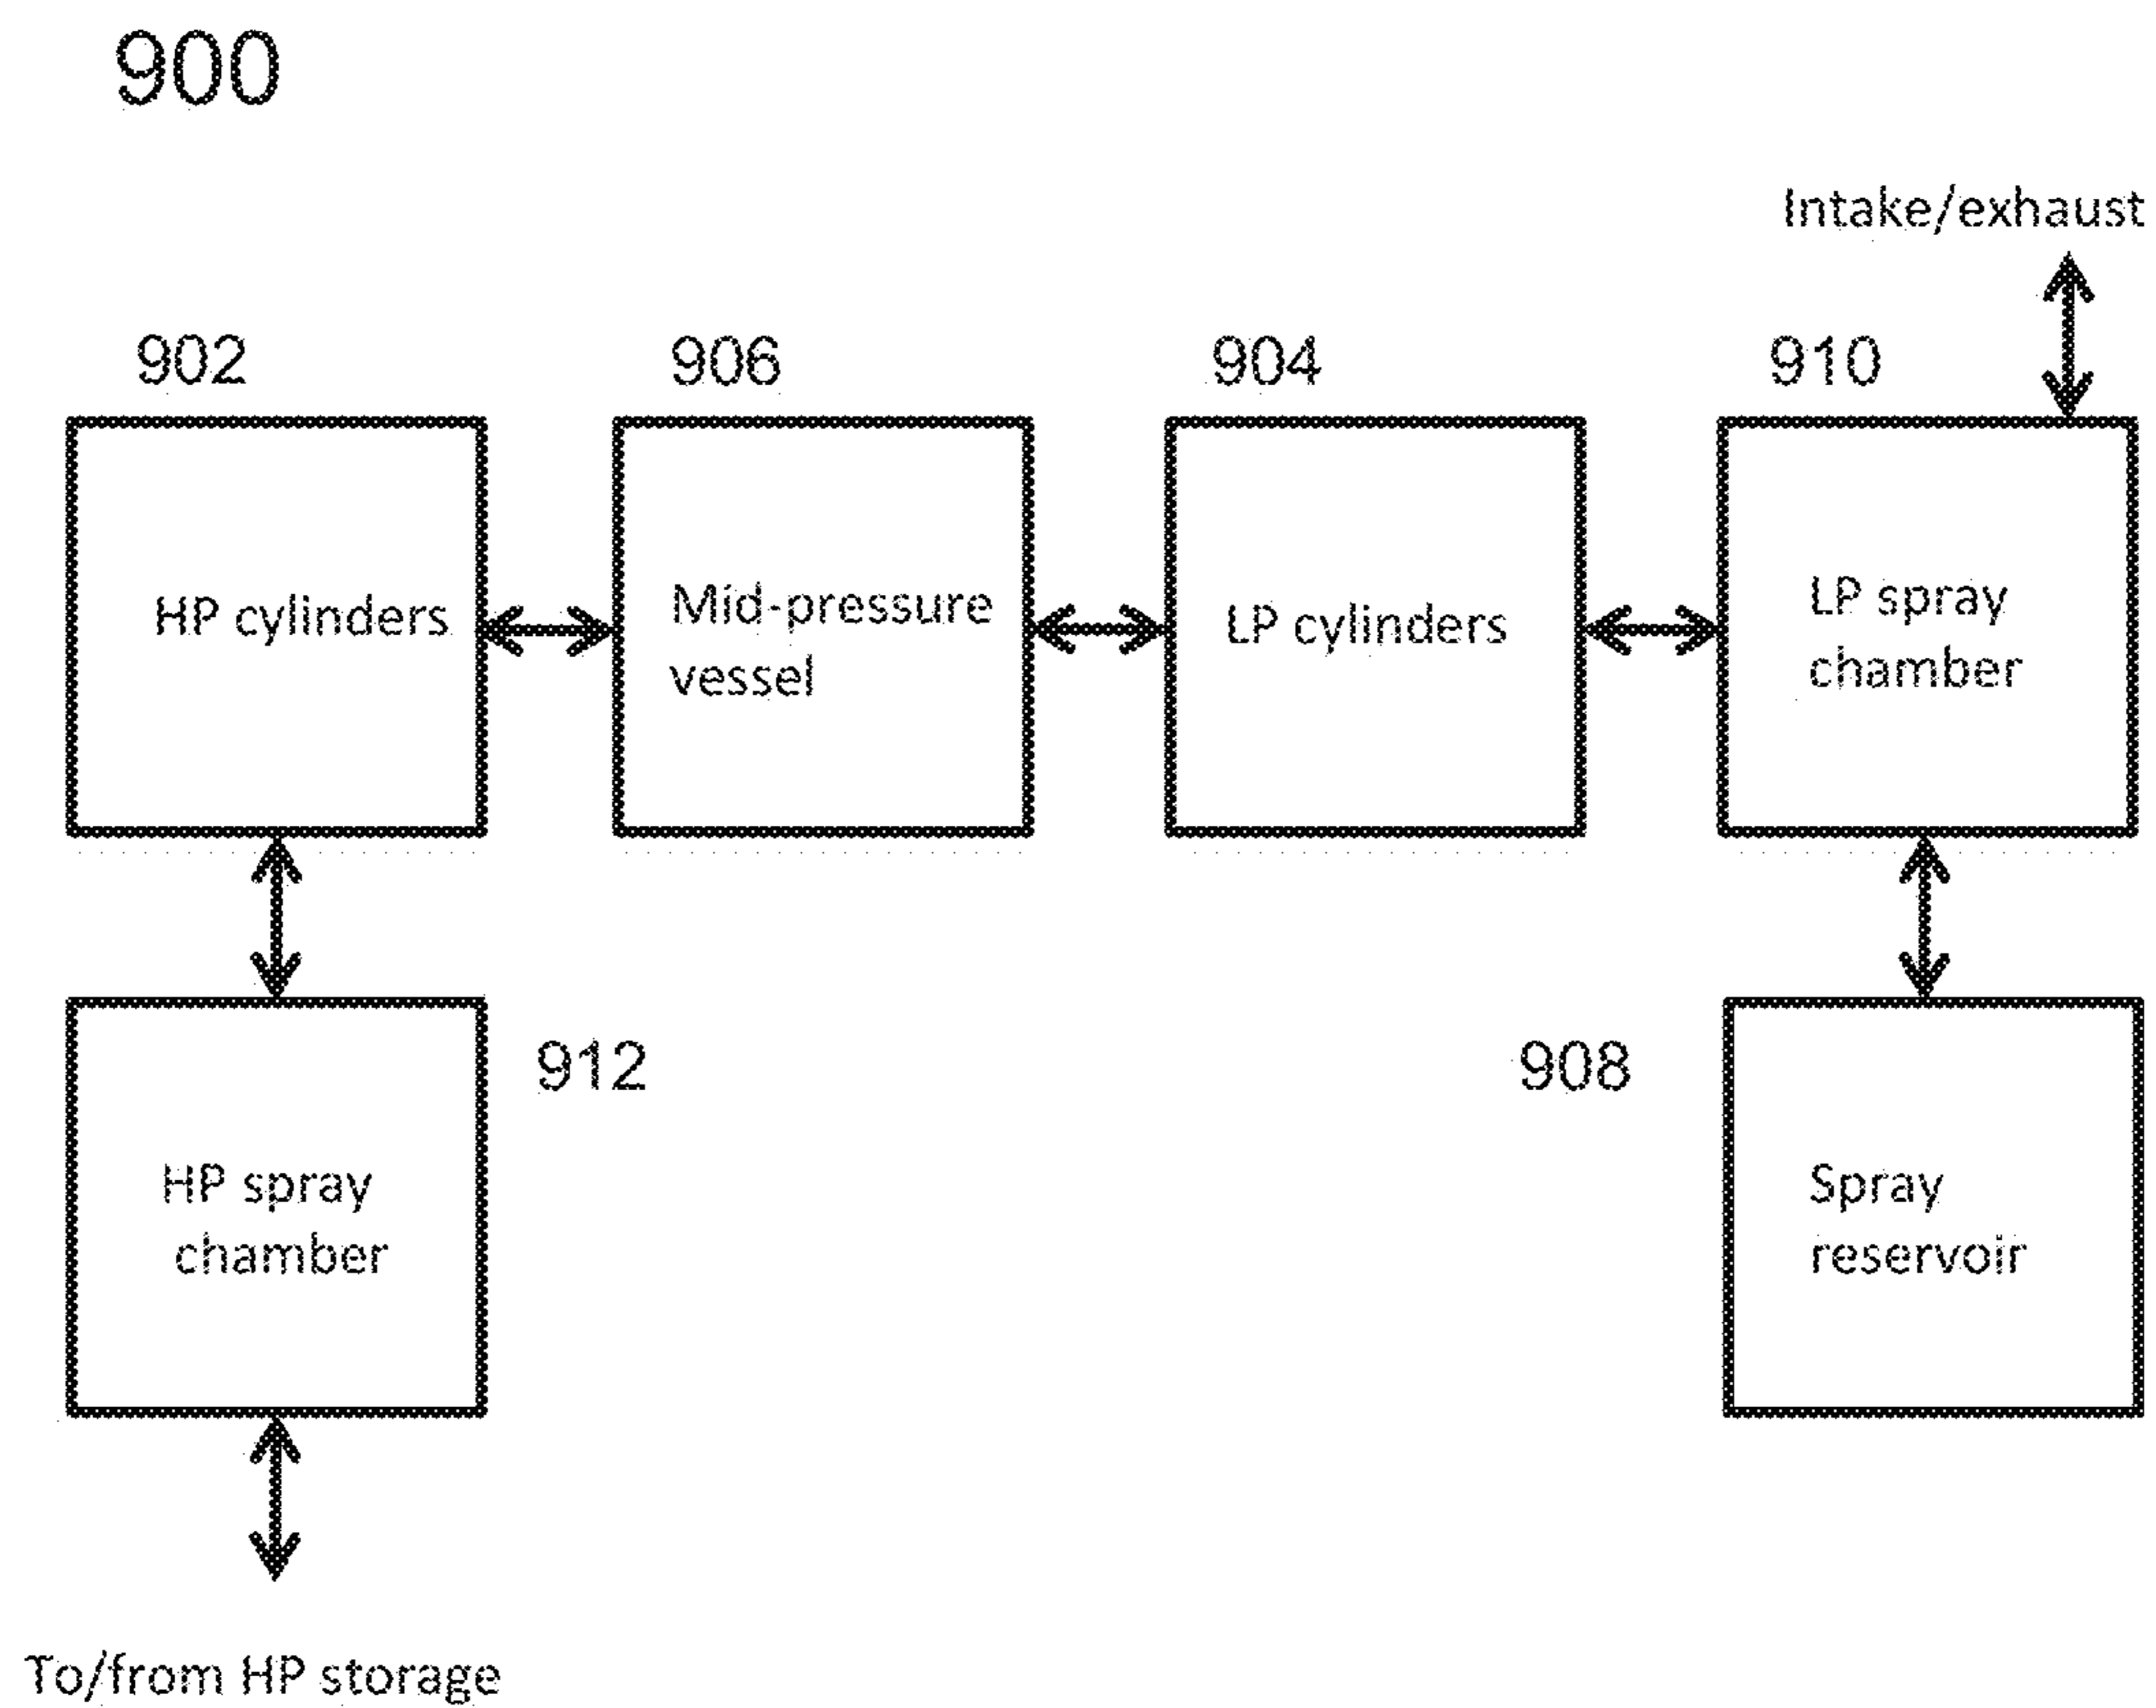 900
Intake/exhaust
902
906
904
910
HP cylinders
Mid-pressure
vessel
LP cylinders
LP spray
chamber
912
908
HP spray
chamber
Spray
reservoir
To/from HP storage